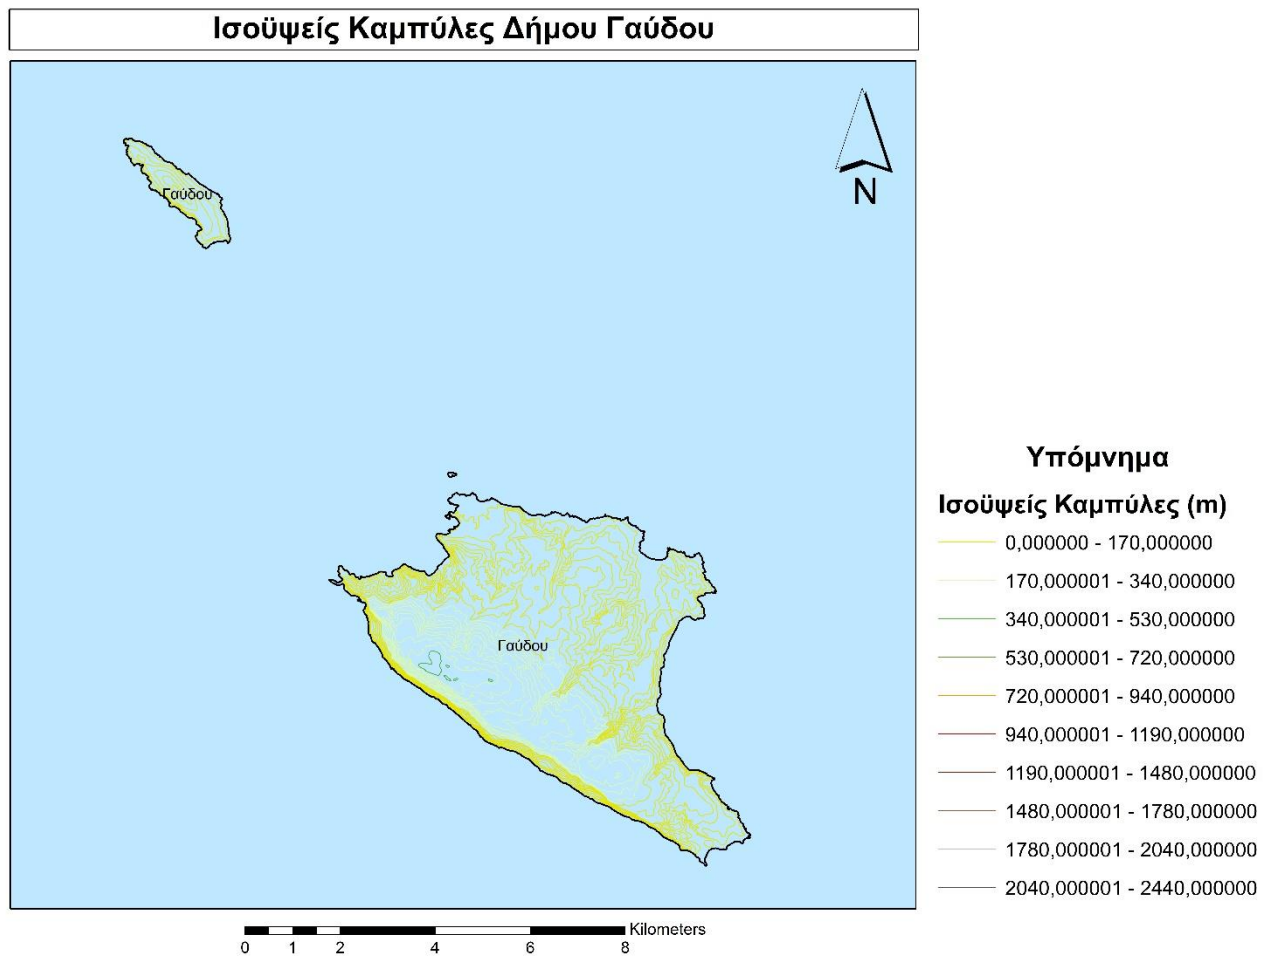 Ισοϋψείς Καμπύλες Δήμου Γαύδου
N
Γαύδου
Γαύδου
Υπόμνημα
Ισοϋψείς Καμπύλες (m)
0,000000 - 170,000000
170,000001 - 340,000000
340,000001 - 530,000000
530,000001 - 720,000000
720,000001 - 940,000000
940,000001 - 1190,000000
1190,000001 - 1480,000000
1480,000001 - 1780,000000
1780,000001 - 2040,000000
2040,000001 - 2440,000000
Kilometers
0 1 2 4 6 8